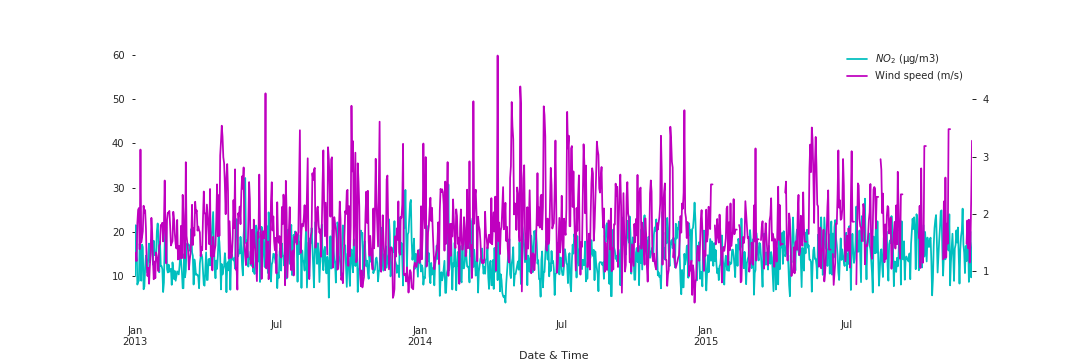 60
50
40
30
20
10
NO₂ (µg/m3)
Wind speed (m/s)
4
3
2
1
Jan
2013
Jul
Jan
2014
Jul
Jan
2015
Jul
Date & Time